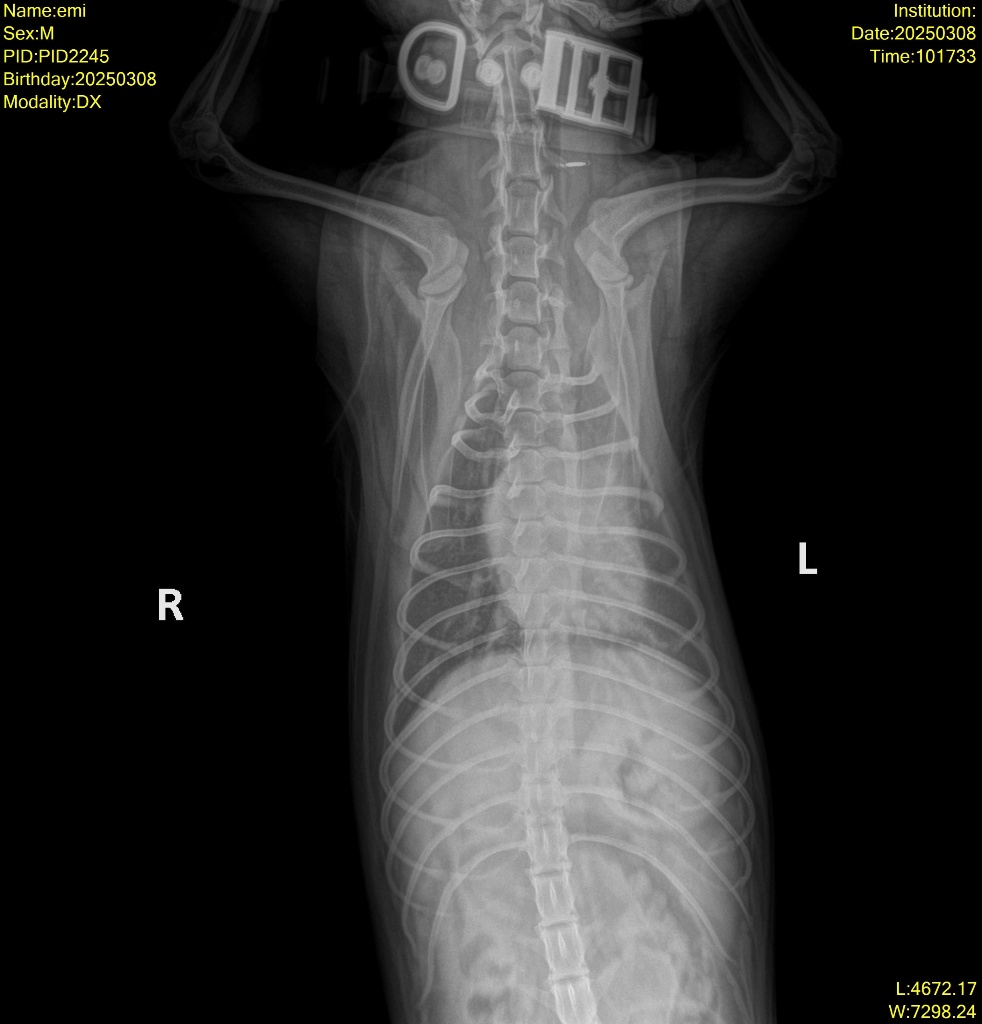 Name:emi
Sex:M
PID:PID2245
Birthday:20250308
Modality:DX
Institution:
Date:20250308
Time:101733
R
L
L:4672.17
W:7298.24